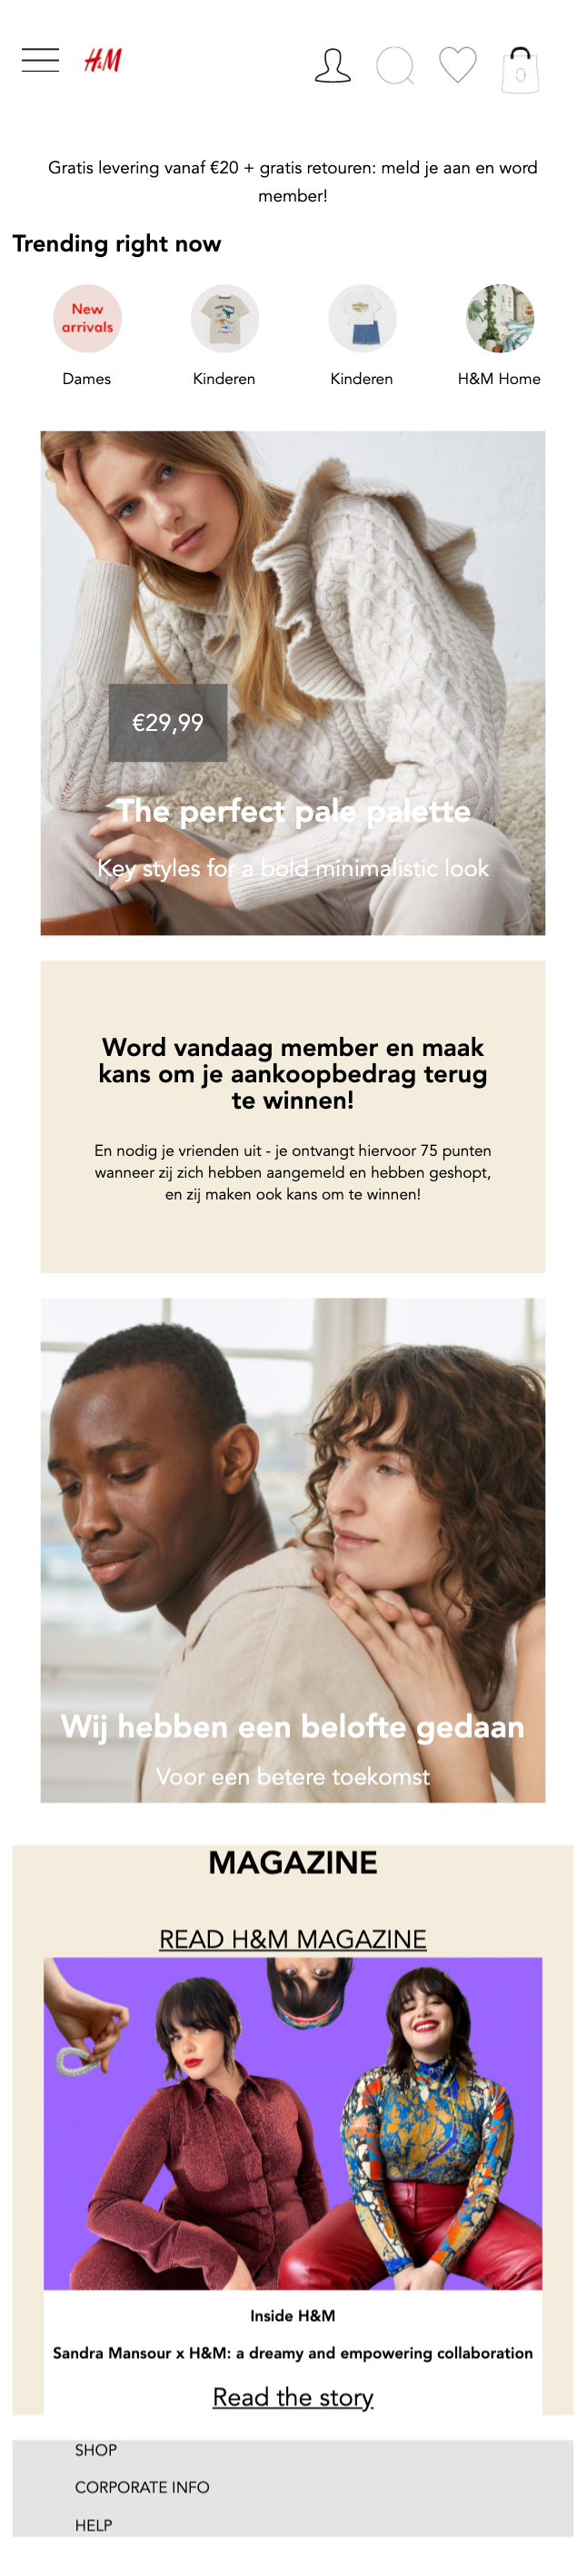 H&M
0
Gratis levering vanaf €20 + gratis retouren: meld je aan en word
member!
Trending right now
New
arrivals
Dames
Kinderen
Kinderen
H&M Home
€29,99
The perfect pale palette
Key styles for a bold minimalistic look
Word vandaag member en maak
kans om je aankoopbedrag terug
te winnen!
En nodig je vrienden uit - je ontvangt hiervoor 75 punten
wanneer zij zich hebben aangemeld en hebben geshopt,
en zij maken ook kans om te winnen!
Wij hebben een belofte gedaan
Voor een betere toekomst
MAGAZINE
READ H&M MAGAZINE
Inside H&M
Sandra Mansour x H&M: a dreamy and empowering collaboration
Read the story
SHOP
CORPORATE INFO
HELP